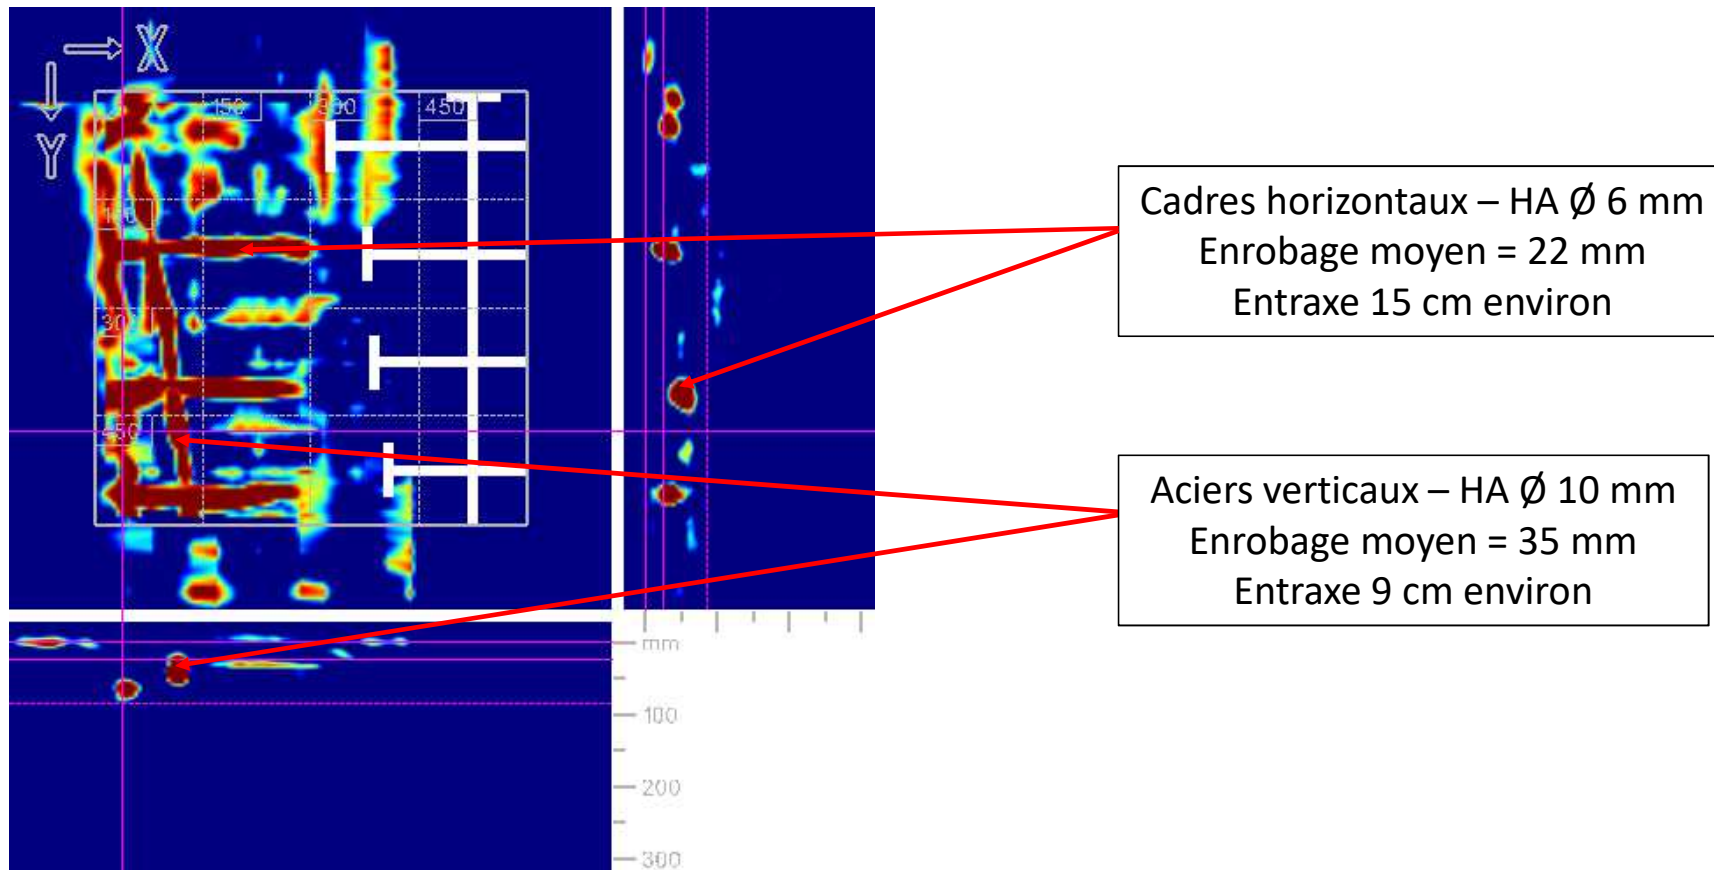 X
Y
150
300
450
150
300
450
mm
100
200
300
Cadres horizontaux – HA Ø 6 mm
Enrobage moyen = 22 mm
Entraxe 15 cm environ
Aciers verticaux – HA Ø 10 mm
Enrobage moyen = 35 mm
Entraxe 9 cm environ